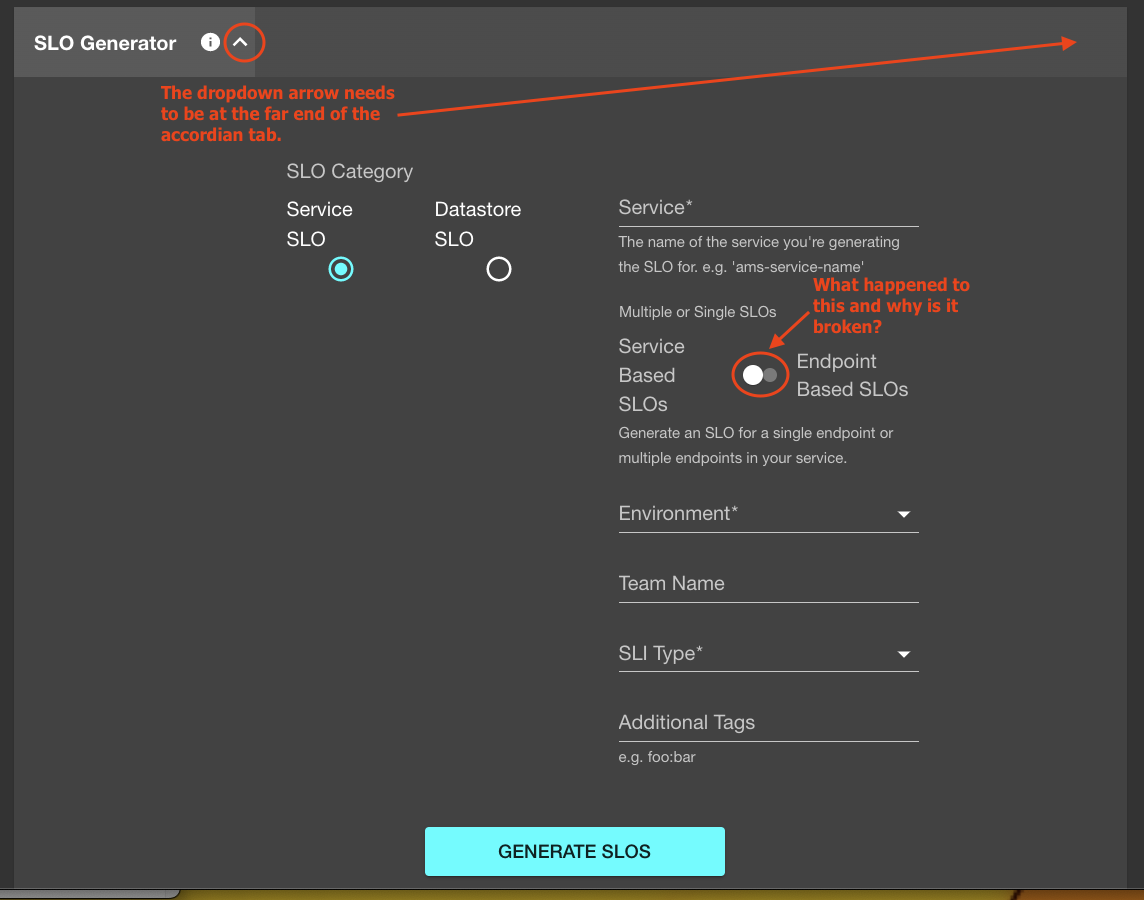 SLO Generator
The dropdown arrow needs
to be at the far end of the
accordian tab.
SLO Category
Service
SLO
Datastore
SLO
Service*
The name of the service you're generating
the SLO for. e.g. 'ams-service-name'
What happened to
this and why is it
broken?
Multiple or Single SLOs
Service
Based
SLOs
Endpoint
Based SLOs
Generate an SLO for a single endpoint or
multiple endpoints in your service.
Environment*
Team Name
SLI Type*
Additional Tags
e.g. foo:bar
GENERATE SLOS